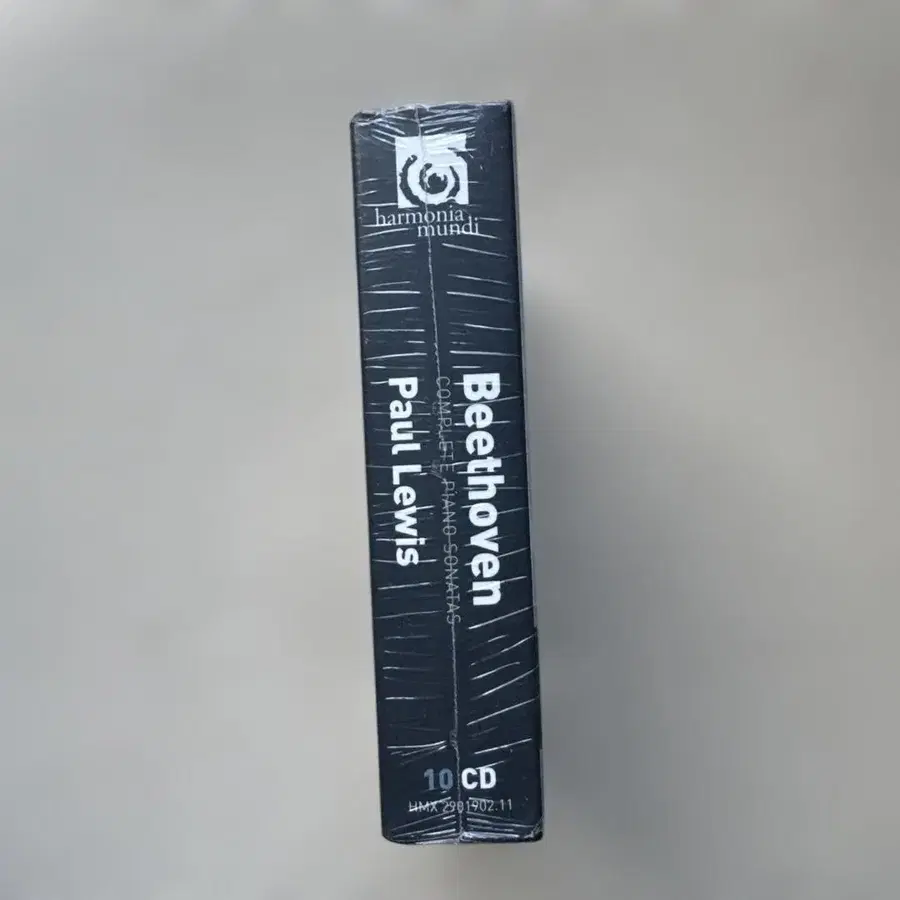 harmonia
mundi
Beethoven
COMPLETE PIANO SONATAS
Paul Lewis
10 CD
HMX 2901902.11